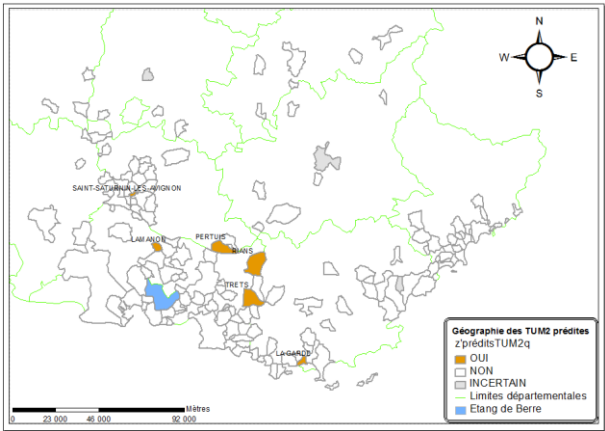 N
W E
S
SAINT-SATURNIN-LES-AVIGNON
LAMANON
PERTUIS
RIANS
TRETS
LA GARDE
Géographie des TUM2 prédites
z'préditsTUM2q
OUI
NON
INCERTAIN
Limites départementales
Etang de Berre
Mètres
0 23 000 46 000 92 000